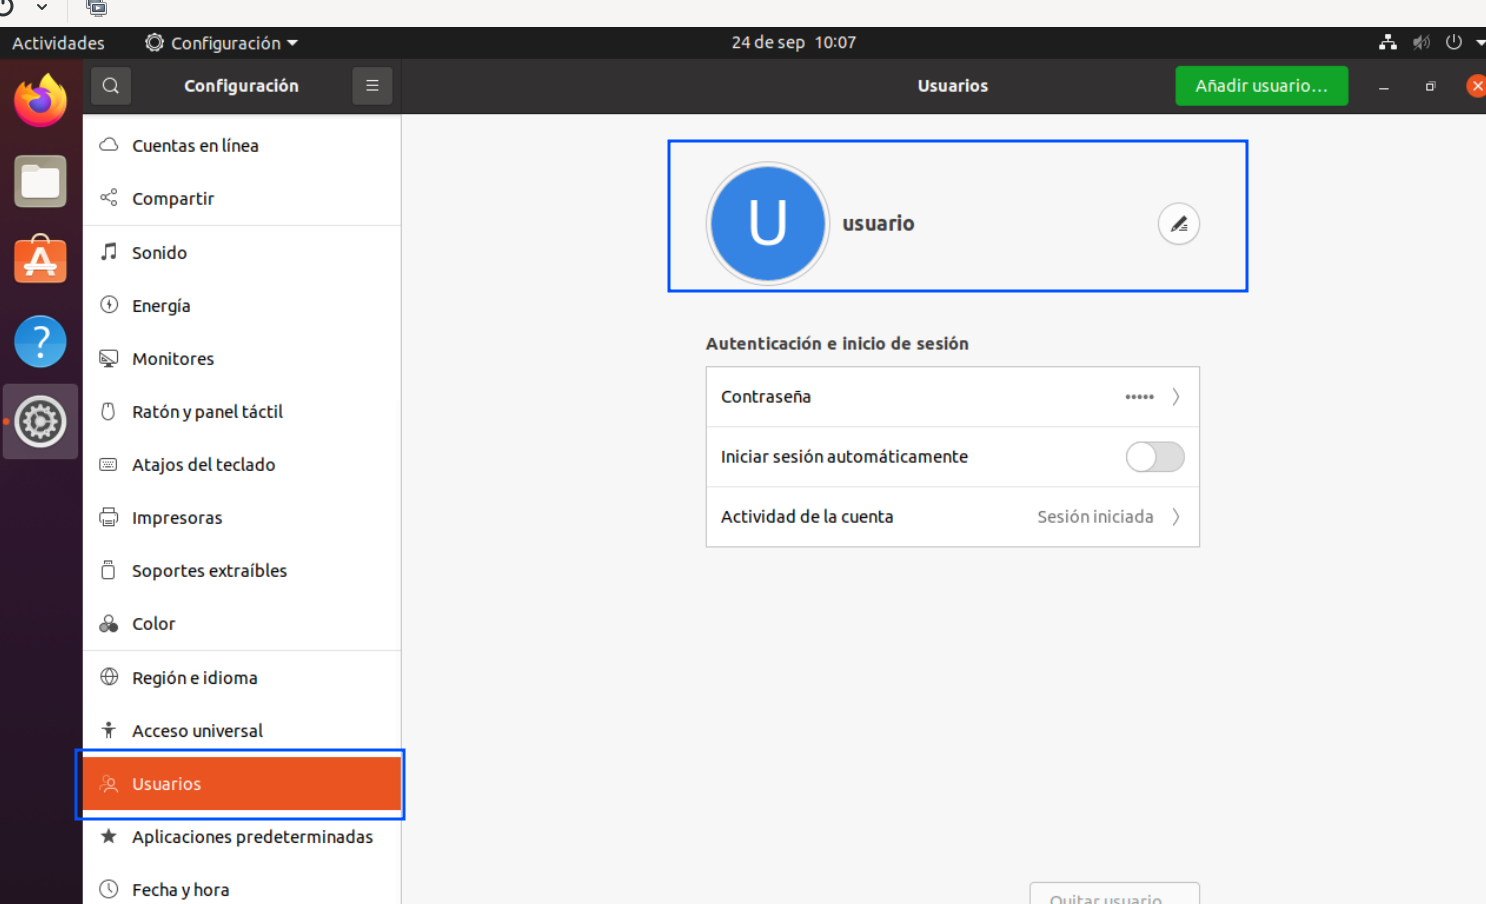 Actividades
Configuración
24 de sep 10:07
Configuración
Usuarios
Añadir usuario...
Cuentas en línea
Compartir
Sonido
Energía
Monitores
Ratón y panel táctil
Atajos del teclado
Impresoras
Soportes extraíbles
Color
Región e idioma
Acceso universal
Usuarios
Aplicaciones predeterminadas
Fecha y hora
U
usuario
Autenticación e inicio de sesión
Contraseña •••••
Iniciar sesión automáticamente
Actividad de la cuenta Sesión iniciada
Quitar usuario